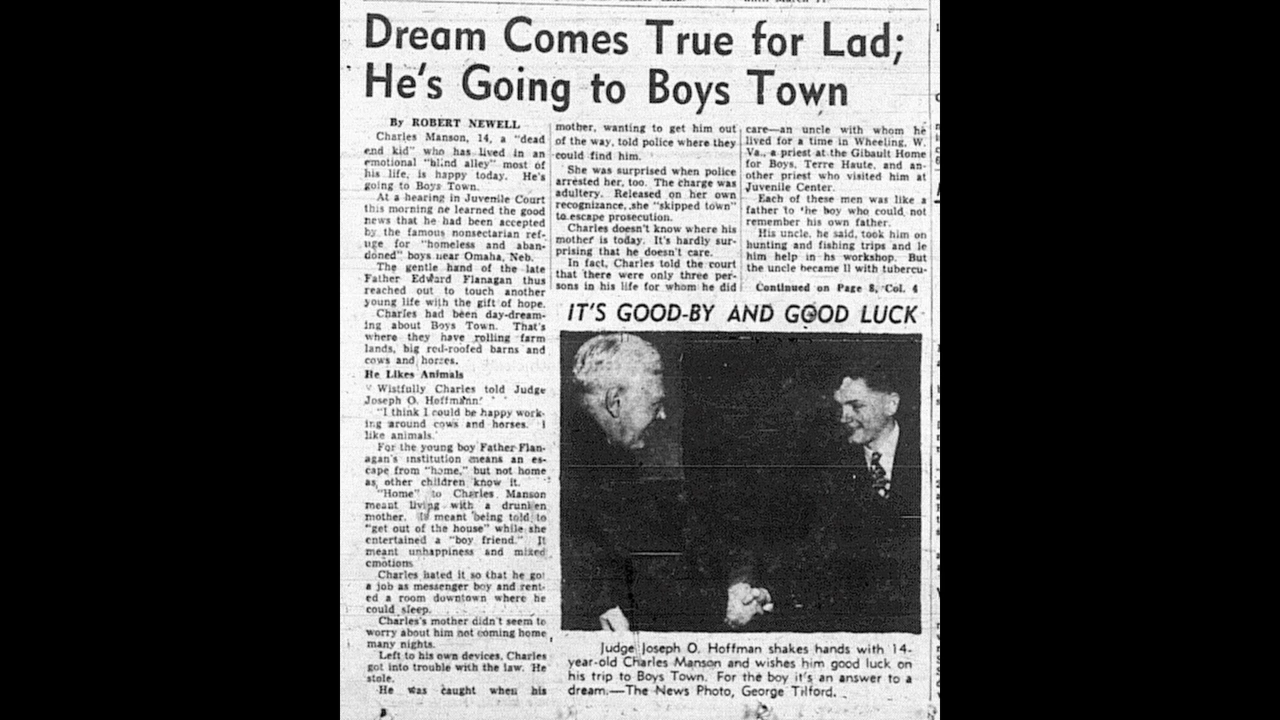 Dream Comes True for Lad;
He's Going to Boys Town
By ROBERT NEWELL
Charles Manson, 14, a "dead
end kid" who has lived in an
emotional "blind alley" most of
his life, is happy today. He's
going to Boys Town.
At a hearing in Juvenile Court
this morning he learned the good
news that he had been accepted
by the famous nonsectarian ref-
uge for "homeless and aban-
doned" boys near Omaha, Neb.
The gentle hand of the late
Father Edward Flanagan thus
reached out to touch another
young life with the gift of hope.
Charles had been day-dream-
ing about Boys Town. That's
where they have rolling farm
lands, big red-roofed barns and
cows and horses.
He Likes Animals
Wistfully Charles told Judge
Joseph O. Hoffmann:
"I think I could be happy work-
ing around cows and horses. I
like animals."
For the young boy Father Flan-
agan's institution means an es-
cape from "home," but not home
as other children know it.
"Home" to Charles Manson
meant living with a drunken
mother. It meant being told to
"get out of the house" while she
entertained a "boy friend." It
meant unhappiness and mixed
emotions
Charles hated it so that he got
a job as messenger boy and rent-
ed a room downtown where he
could sleep.
Charles's mother didn't seem to
worry about him not coming home
many nights.
Left to his own devices, Charles
got into trouble with the law. He
stole.
He was caught when his
mother, wanting to get him out
of the way, told police where they
could find him.
She was surprised when police
arrested her, too. The charge was
adultery. Released on her own
recognizance, she "skipped town"
to escape prosecution.
Charles doesn't know where his
mother is today. It's hardly sur-
prising that he doesn't care.
In fact, Charles told the court
that there were only three per-
sons in his life for whom he did
care—an uncle with whom he
lived for a time in Wheeling, W.
Va., a priest at the Gibault Home
for Boys, Terre Haute, and an-
other priest who visited him at
Juvenile Center.
Each of these men was like a
father to the boy who could not
remember his own father.
His uncle, he said, took him on
hunting and fishing trips and le
him help in hs workshop. But
the uncle became ll with tubercu-
Continued on Page 8, Col. 4
IT'S GOOD-BY AND GOOD LUCK
Judge Joseph O. Hoffman shakes hands with 14-
year-old Charles Manson and wishes him good luck on
his trip to Boys Town. For the boy it's an answer to a
dream.—The News Photo, George Tilford.